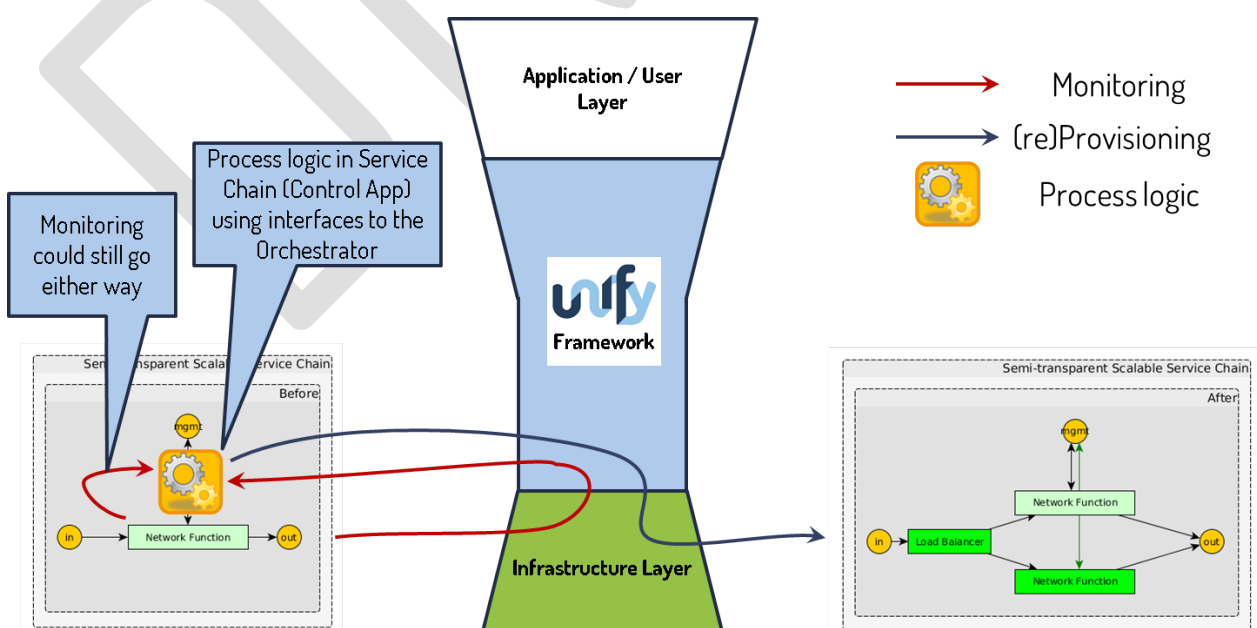 Application / User
Layer
Monitoring
(re)Provisioning
Process logic
Process logic in Service
Chain (Control App)
using interfaces to the
Orchestrator
Monitoring
could still go
either way
unify
Framework
Semi-transparent Scalable Service Chain
Before
mgmt
in
Network Function
out
Infrastructure Layer
Semi-transparent Scalable Service Chain
After
mgmt
Network Function
in
Load Balancer
out
Network Function